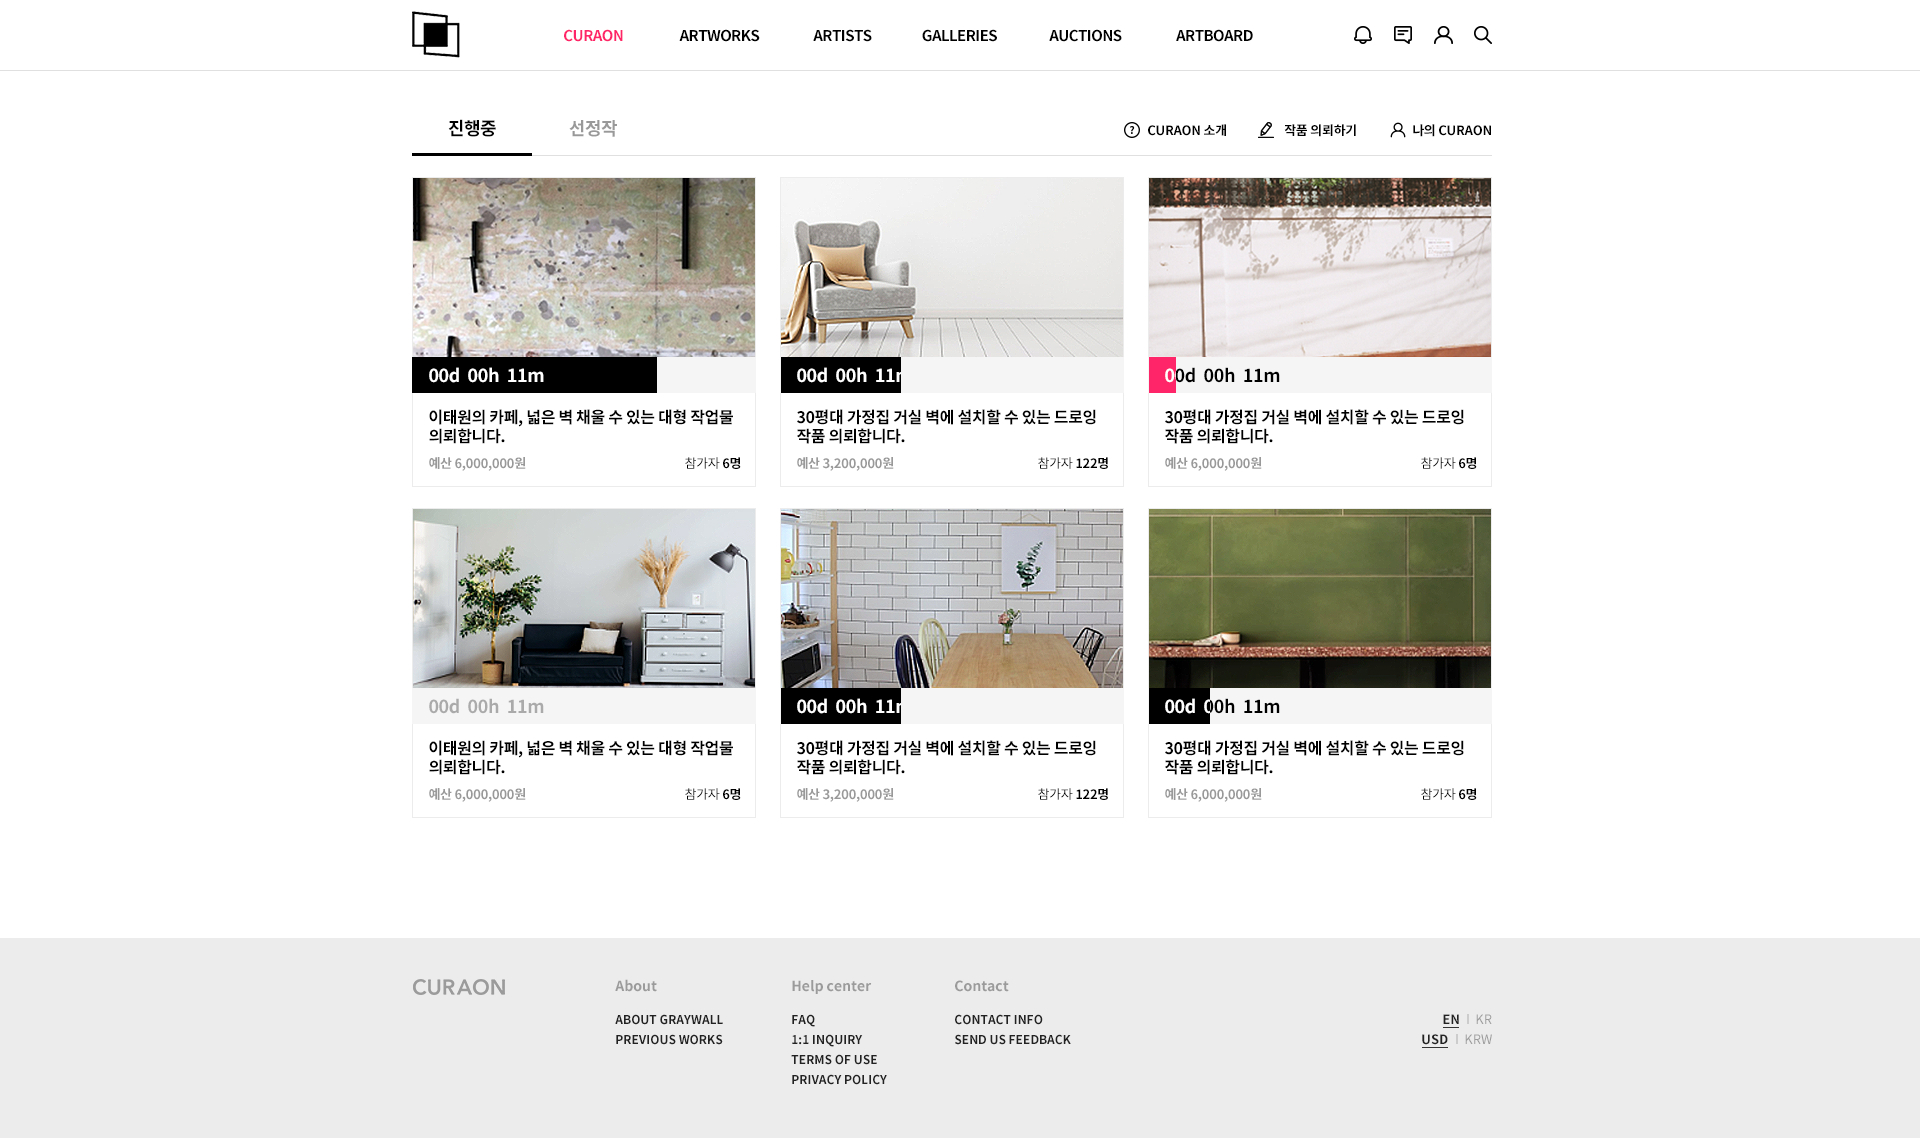 CURAON ARTWORKS ARTISTS GALLERIES AUCTIONS ARTBOARD
진행중 선정작 CURAON 소개 작품 의뢰하기 나의 CURAON
00d 00h 11m
이태원의 카페, 넓은 벽 채울 수 있는 대형 작업물
의뢰합니다.
예산 6,000,000원 참가자 6명
00d 00h 11m
30평대 가정집 거실 벽에 설치할 수 있는 드로잉
작품 의뢰합니다.
예산 3,200,000원 참가자 122명
00d 00h 11m
30평대 가정집 거실 벽에 설치할 수 있는 드로잉
작품 의뢰합니다.
예산 6,000,000원 참가자 6명
00d 00h 11m
이태원의 카페, 넓은 벽 채울 수 있는 대형 작업물
의뢰합니다.
예산 6,000,000원 참가자 6명
00d 00h 11m
30평대 가정집 거실 벽에 설치할 수 있는 드로잉
작품 의뢰합니다.
예산 3,200,000원 참가자 122명
00d 00h 11m
30평대 가정집 거실 벽에 설치할 수 있는 드로잉
작품 의뢰합니다.
예산 6,000,000원 참가자 6명
CURAON
About
ABOUT GRAYWALL
PREVIOUS WORKS
Help center
FAQ
1:1 INQUIRY
TERMS OF USE
PRIVACY POLICY
Contact
CONTACT INFO
SEND US FEEDBACK
EN | KR
USD | KRW